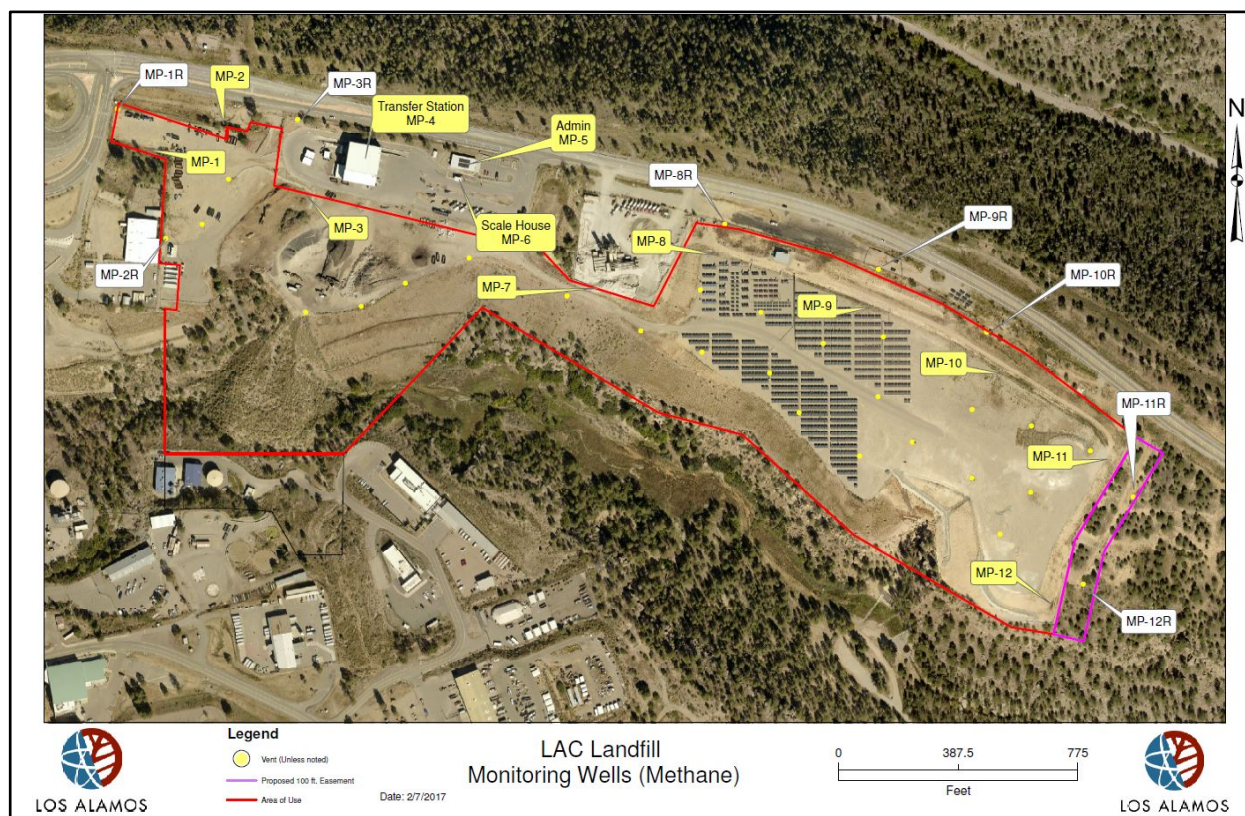 MP-1R
MP-2
MP-3R
Transfer Station
MP-4
Admin
MP-5
MP-1
MP-8R
N
MP-3
Scale House
MP-6
MP-8
MP-9R
MP-2R
MP-10R
MP-7
MP-9
MP-10
MP-11R
MP-11
MP-12
MP-12R
Legend
Vent (Unless noted)
Proposed 100 ft. Easement
Area of Use
Date: 2/7/2017
LAC Landfill
Monitoring Wells (Methane)
0 387.5 775
Feet
LOS ALAMOS
LOS ALAMOS